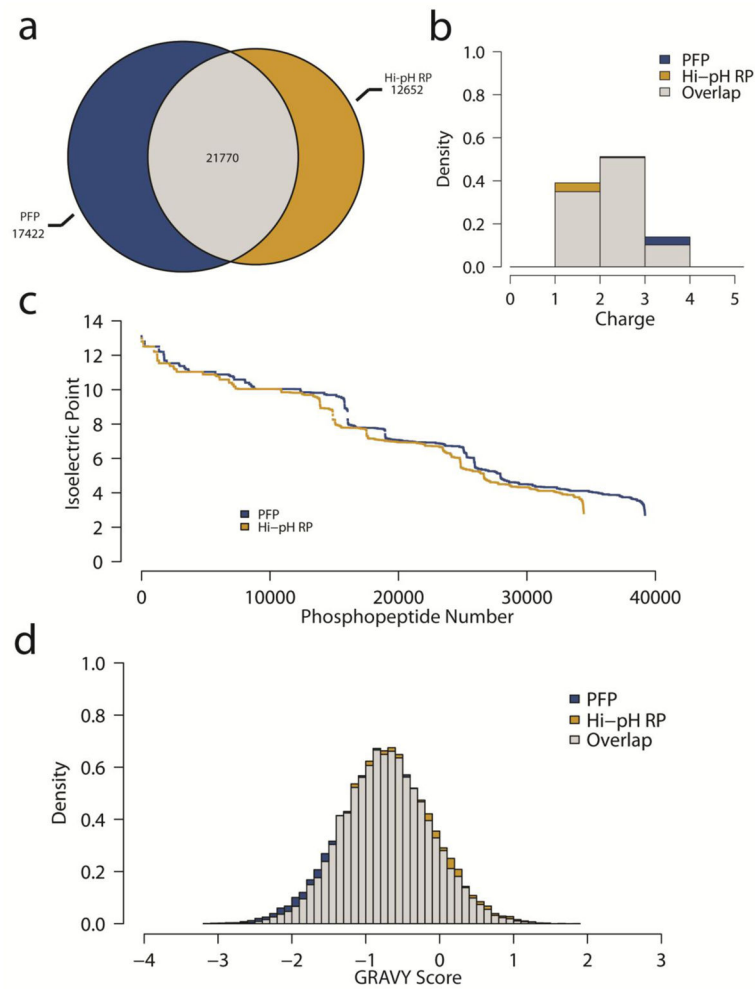 a
Hi-pH RP
12652
21770
PFP
17422
b
1.0
0.8
0.6
0.4
0.2
0.0
Density
PFP
Hi−pH RP
Overlap
0 1 2 3 4 5
Charge
c
14
12
10
8
6
4
2
0
Isoelectric Point
PFP
Hi−pH RP
0 10000 20000 30000 40000
Phosphopeptide Number
d
1.0
0.8
0.6
0.4
0.2
0.0
Density
PFP
Hi−pH RP
Overlap
−4 −3 −2 −1 0 1 2 3
GRAVY Score